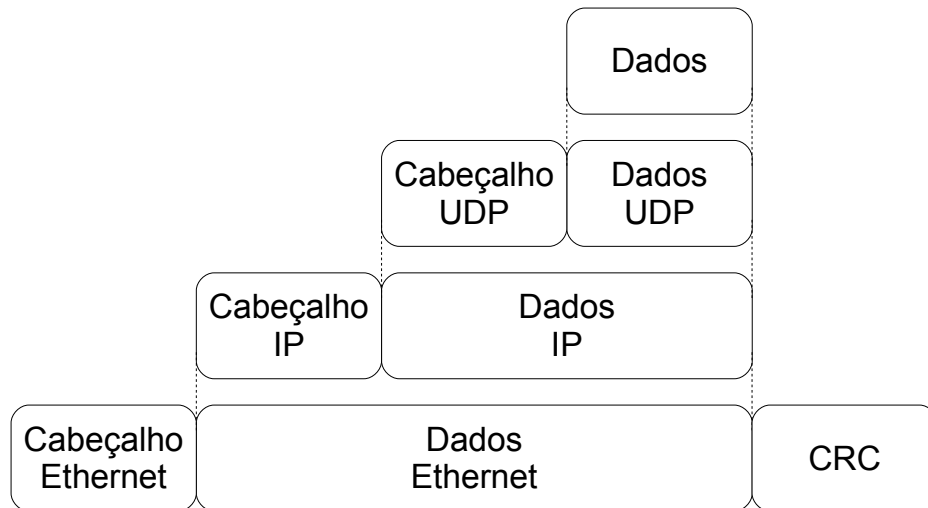 Dados
Cabeçalho
UDP
Dados
UDP
Cabeçalho
IP
Dados
IP
Cabeçalho
Ethernet
Dados
Ethernet
CRC